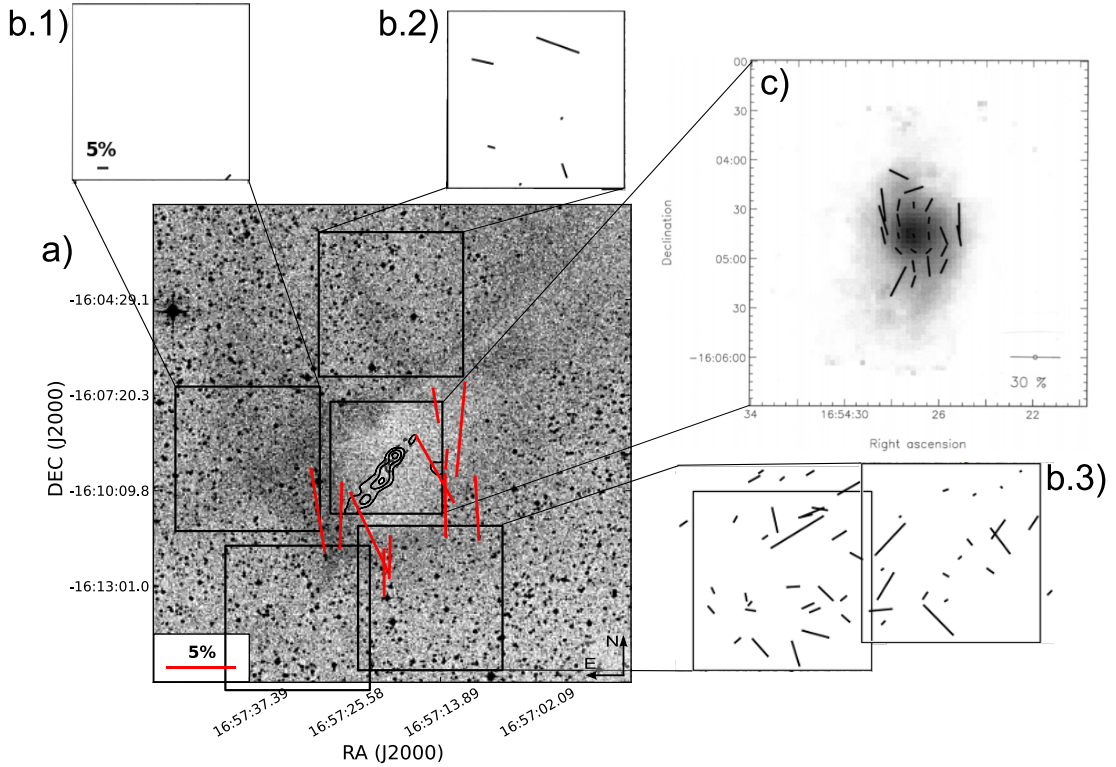 b.1)
b.2)
c)
5%
a)
-16:04:29.1
-16:07:20.3
-16:10:09.8
-16:13:01.0
DEC (J2000)
5%
N
E
16:57:37.39
16:57:25.58
16:57:13.89
16:57:02.09
RA (J2000)
00
30
04:00
30
05:00
30
-16:06:00
Declination
30 %
34
16:54:30
26
22
Right ascension
b.3)